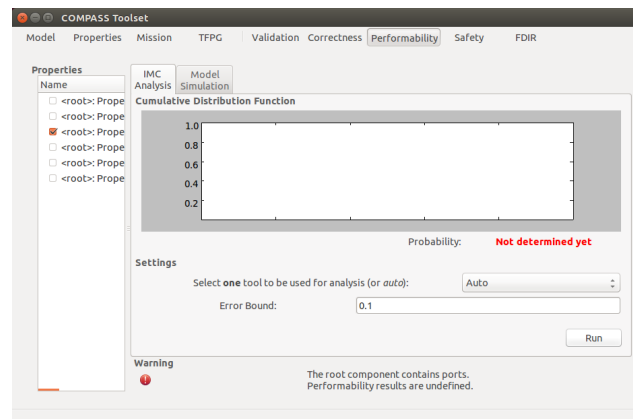 COMPASS Toolset
Model Properties Mission TFPG Validation Correctness Performability Safety FDIR
Properties
Name
<root>: Prope
<root>: Prope
<root>: Prope
<root>: Prope
<root>: Prope
<root>: Prope
IMC Analysis
Model Simulation
Cumulative Distribution Function
1.0
0.8
0.6
0.4
0.2
Probability: Not determined yet
Settings
Select one tool to be used for analysis (or auto): Auto
Error Bound: 0.1
Run
Warning
The root component contains ports.
Performability results are undefined.